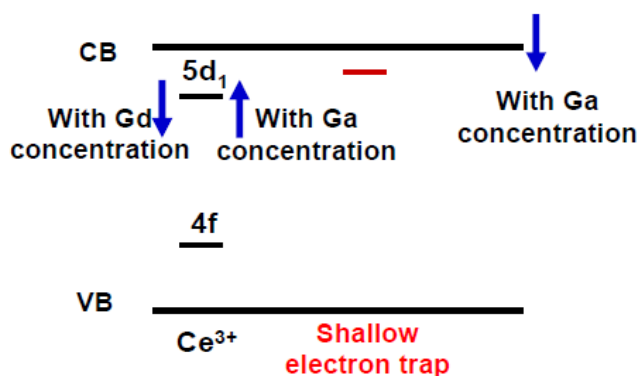 CB
5d₁
With Gd
concentration
With Ga
concentration
With Ga
concentration
4f
VB
Ce³⁺
Shallow
electron trap